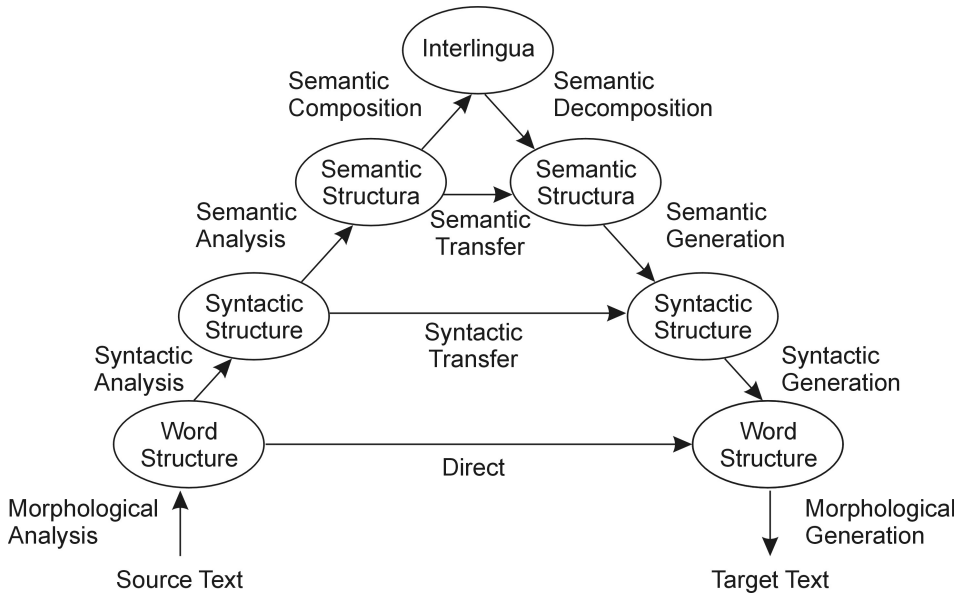 Interlingua
Semantic
Composition
Semantic
Decomposition
Semantic
Structura
Semantic
Structura
Semantic
Analysis
Semantic
Transfer
Semantic
Generation
Syntactic
Structure
Syntactic
Transfer
Syntactic
Structure
Syntactic
Analysis
Syntactic
Generation
Word
Structure
Direct
Word
Structure
Morphological
Analysis
Morphological
Generation
Source Text
Target Text